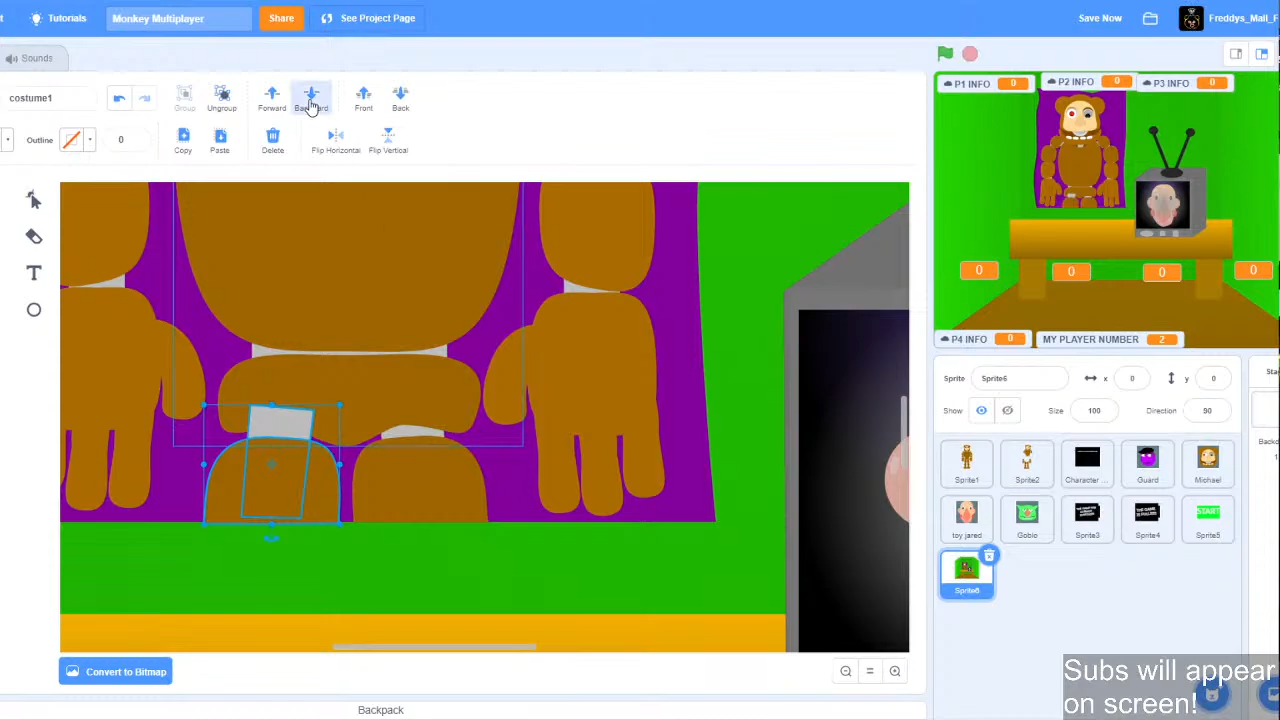 Tutorials
Monkey Multiplayer
Share
See Project Page
Save Now
Freddys_Mall_F
Sounds
costume1
Group
Ungroup
Forward
Front
Back
Outline
0
Copy
Paste
Delete
Flip Horizontal
Flip Vertical
P1 INFO 0
P2 INFO 0
P3 INFO 0
0
0
0
0
P4 INFO 0
MY PLAYER NUMBER 2
Sprite
Sprite6
x
0
y
0
Show
Size
100
Direction
90
Sprite1
Sprite2
Character ...
Guard
Michael
toy jared
Gobio
Sprite3
Sprite4
START
Sprite5
Sprite6
Convert to Bitmap
Backpack
Subs will appear
on screen!